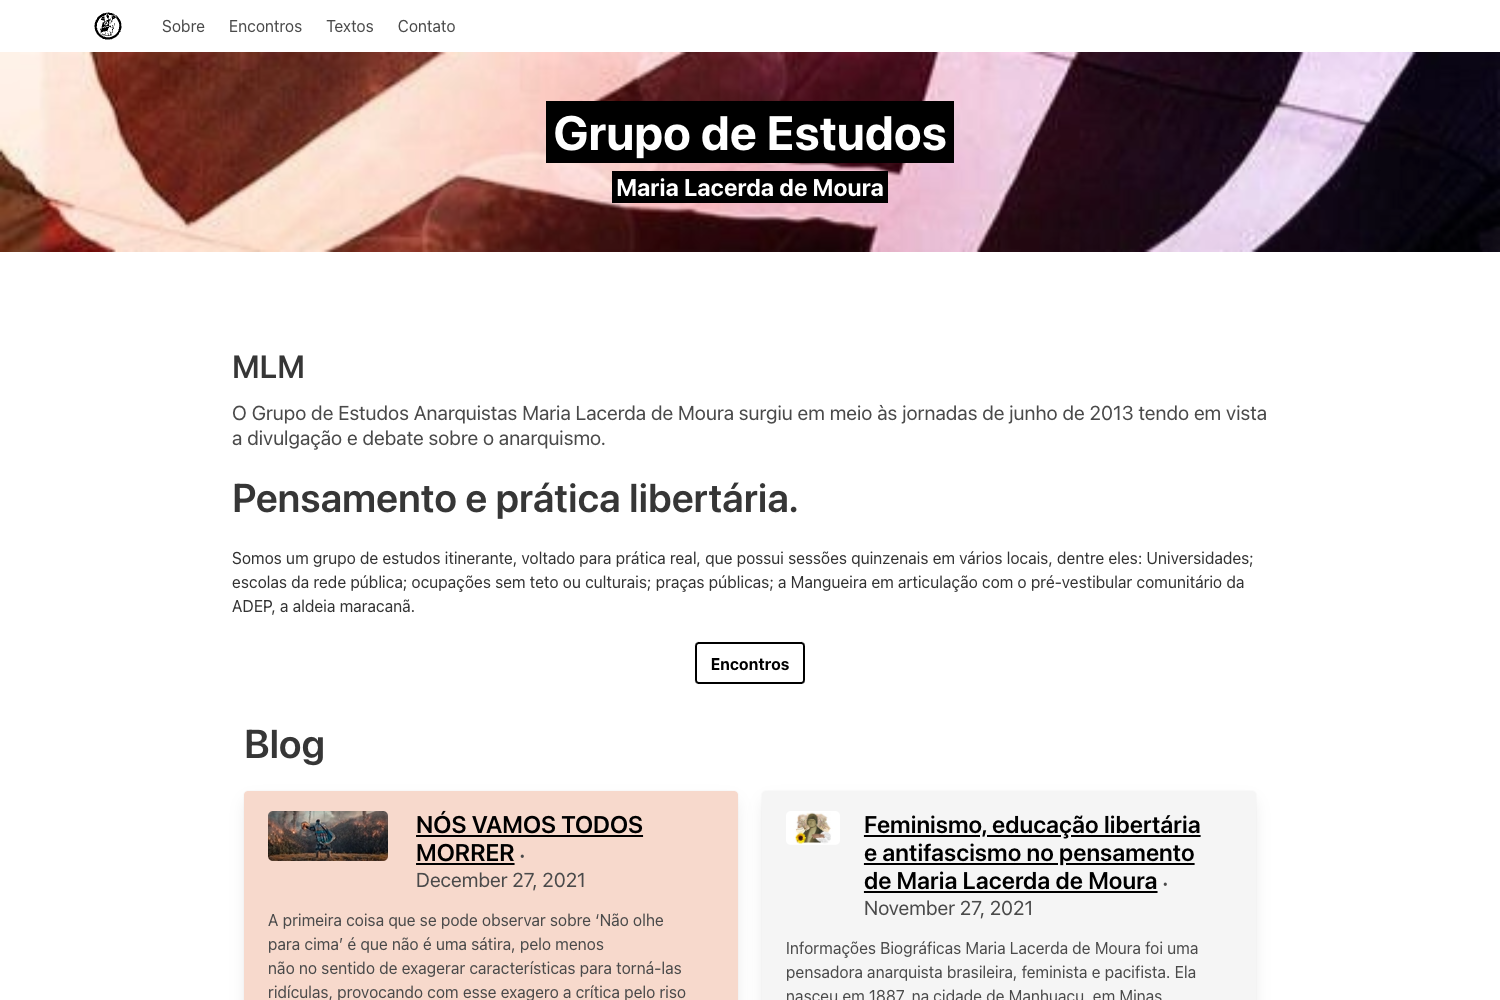 Sobre Encontros Textos Contato
Grupo de Estudos
Maria Lacerda de Moura
MLM
O Grupo de Estudos Anarquistas Maria Lacerda de Moura surgiu em meio às jornadas de junho de 2013 tendo em vista
a divulgação e debate sobre o anarquismo.
Pensamento e prática libertária.
Somos um grupo de estudos itinerante, voltado para prática real, que possui sessões quinzenais em vários locais, dentre eles: Universidades;
escolas da rede pública; ocupações sem teto ou culturais; praças públicas; a Mangueira em articulação com o pré-vestibular comunitário da
ADEP, a aldeia maracanã.
Encontros
Blog
NÓS VAMOS TODOS
MORRER •
December 27, 2021
A primeira coisa que se pode observar sobre ‘Não olhe
para cima’ é que não é uma sátira, pelo menos
não no sentido de exagerar características para torná-las
ridículas, provocando com esse exagero a crítica pelo riso
Feminismo, educação libertária
e antifascismo no pensamento
de Maria Lacerda de Moura •
November 27, 2021
Informações Biográficas Maria Lacerda de Moura foi uma
pensadora anarquista brasileira, feminista e pacifista. Ela
nasceu em 1887, na cidade de Manhuaçu, em Minas